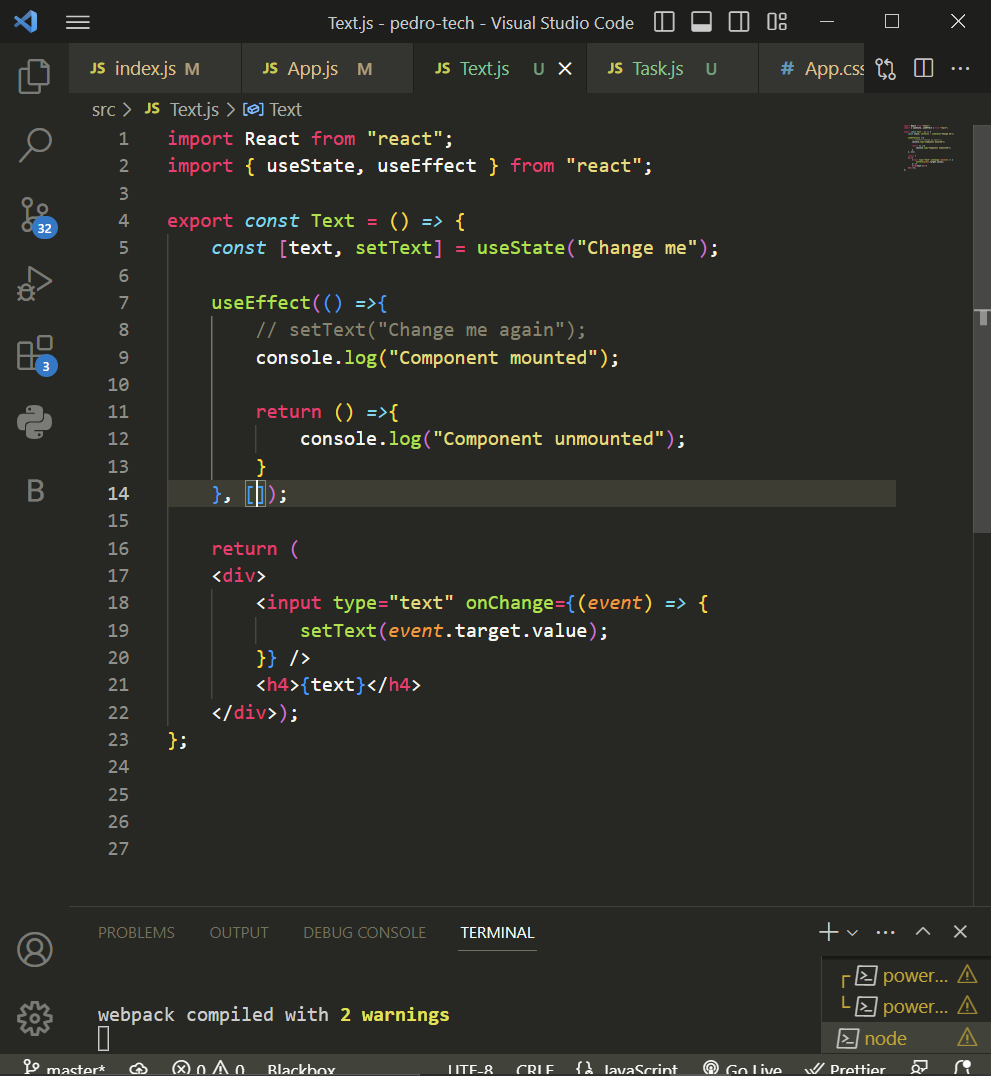 Text.js - pedro-tech - Visual Studio Code
JS index.js M JS App.js M JS Text.js U JS Task.js U # App.css
src > JS Text.js > Text
1 import React from "react";
2 import { useState, useEffect } from "react";
3
4 export const Text = () => {
5 const [text, setText] = useState("Change me");
6
7 useEffect(() =>{
8 // setText("Change me again");
9 console.log("Component mounted");
10
11 return () =>{
12 console.log("Component unmounted");
13 }
14 }, []);
15
16 return (
17 <div>
18 <input type="text" onChange={(event) => {
19 setText(event.target.value);
20 }} />
21 <h4>{text}</h4>
22 </div>);
23 };
24
25
26
27
32
3
B
PROBLEMS OUTPUT DEBUG CONSOLE TERMINAL
webpack compiled with 2 warnings
power...
power...
node
master* 0 0 Blackbox UTF-8 CRLF {} JavaScript Go Live Prettier